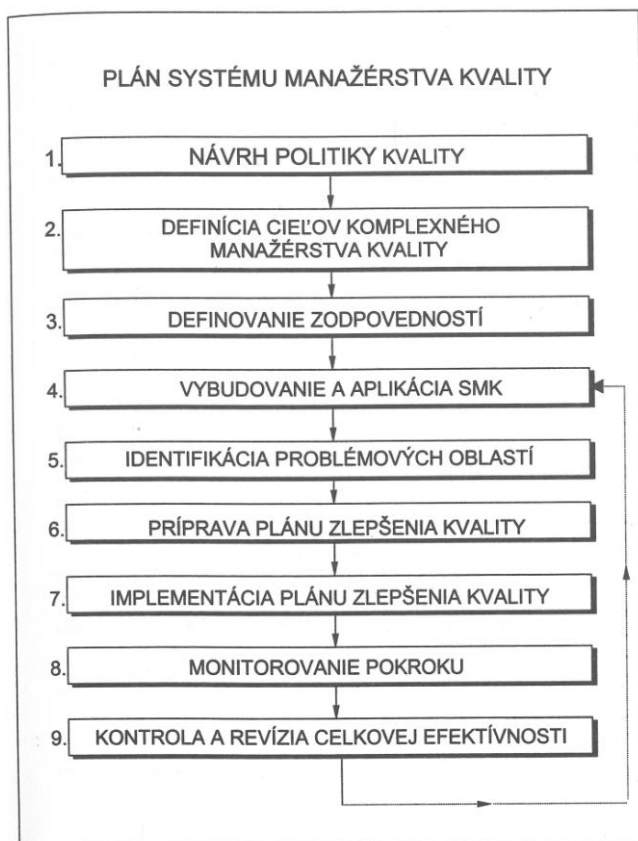 PLÁN SYSTÉMU MANAŽÉRSTVA KVALITY
1. NÁVRH POLITIKY KVALITY
2. DEFINÍCIA CIEĽOV KOMPLEXNÉHO
MANAŽÉRSTVA KVALITY
3. DEFINOVANIE ZODPOVEDNOSTÍ
4. VYBUDOVANIE A APLIKÁCIA SMK
5. IDENTIFIKÁCIA PROBLÉMOVÝCH OBLASTÍ
6. PRÍPRAVA PLÁNU ZLEPŠENIA KVALITY
7. IMPLEMENTÁCIA PLÁNU ZLEPŠENIA KVALITY
8. MONITOROVANIE POKROKU
9. KONTROLA A REVÍZIA CELKOVEJ EFEKTÍVNOSTI